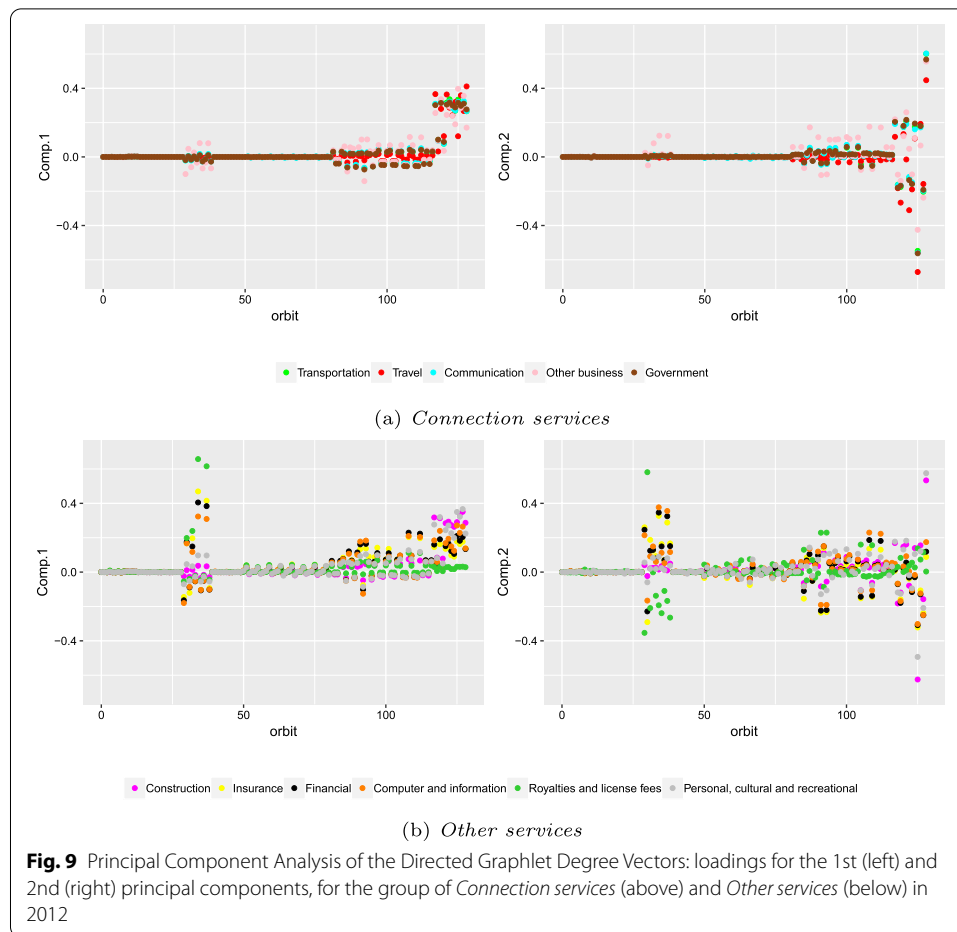 0.4
0.0
−0.4
Comp.1
0
50
100
orbit
0.4
0.0
−0.4
Comp.2
0
50
100
orbit
Transportation Travel Communication Other business Government
(a) Connection services
0.4
0.0
−0.4
Comp.1
0
50
100
orbit
0.4
0.0
−0.4
Comp.2
0
50
100
orbit
Construction Insurance Financial Computer and information Royalties and license fees Personal, cultural and recreational
(b) Other services
Fig. 9 Principal Component Analysis of the Directed Graphlet Degree Vectors: loadings for the 1st (left) and
2nd (right) principal components, for the group of Connection services (above) and Other services (below) in
2012